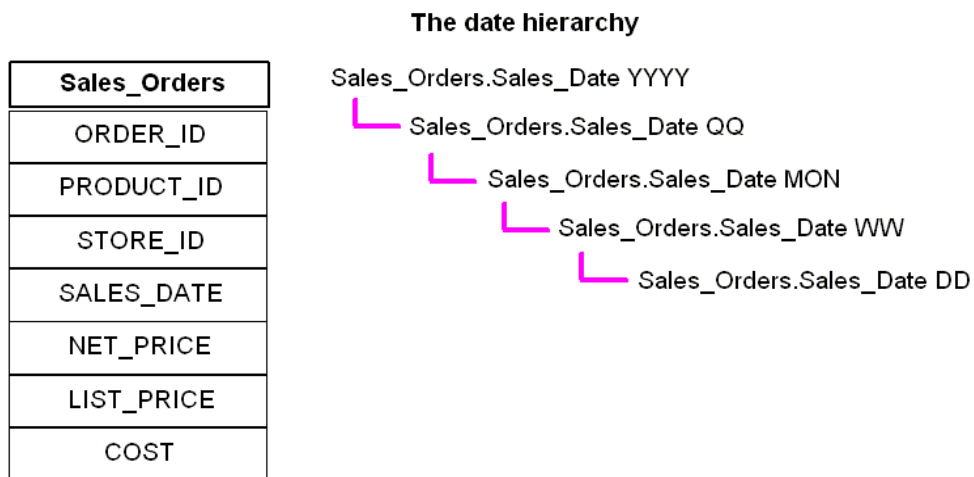 The date hierarchy
Sales_Orders
ORDER_ID
PRODUCT_ID
STORE_ID
SALES_DATE
NET_PRICE
LIST_PRICE
COST
Sales_Orders.Sales_Date YYYY
Sales_Orders.Sales_Date QQ
Sales_Orders.Sales_Date MON
Sales_Orders.Sales_Date WW
Sales_Orders.Sales_Date DD